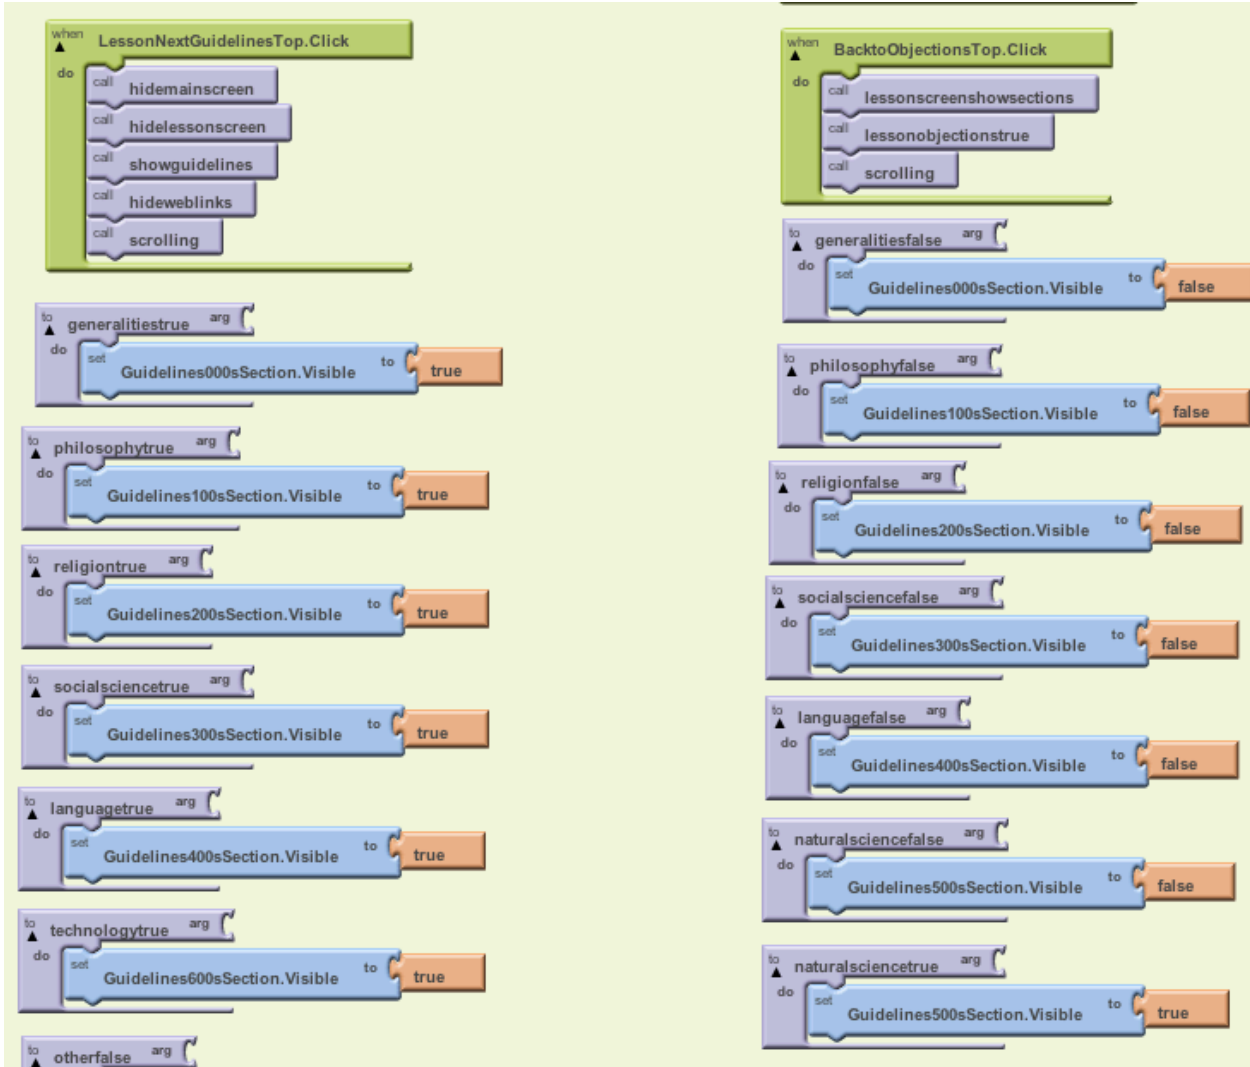 when LessonNextGuidelinesTop.Click
do call hidemainscreen
call hidelessonscreen
call showguidelines
call hideweblinks
call scrolling
to generalitiestrue arg
do set Guidelines000sSection.Visible to true
to philosophytrue arg
do set Guidelines100sSection.Visible to true
to religiontrue arg
do set Guidelines200sSection.Visible to true
to socialsciencetrue arg
do set Guidelines300sSection.Visible to true
to languagetrue arg
do set Guidelines400sSection.Visible to true
to technologytrue arg
do set Guidelines600sSection.Visible to true
to otherfalse arg
when BacktoObjectionsTop.Click
do call lessonscreenshowsections
call lessonobjectionstrue
call scrolling
to generalitiesfalse arg
do set Guidelines000sSection.Visible to false
to philosophyfalse arg
do set Guidelines100sSection.Visible to false
to religionfalse arg
do set Guidelines200sSection.Visible to false
to socialsciencefalse arg
do set Guidelines300sSection.Visible to false
to languagefalse arg
do set Guidelines400sSection.Visible to false
to naturalsciencefalse arg
do set Guidelines500sSection.Visible to false
to naturalsciencetrue arg
do set Guidelines500sSection.Visible to true